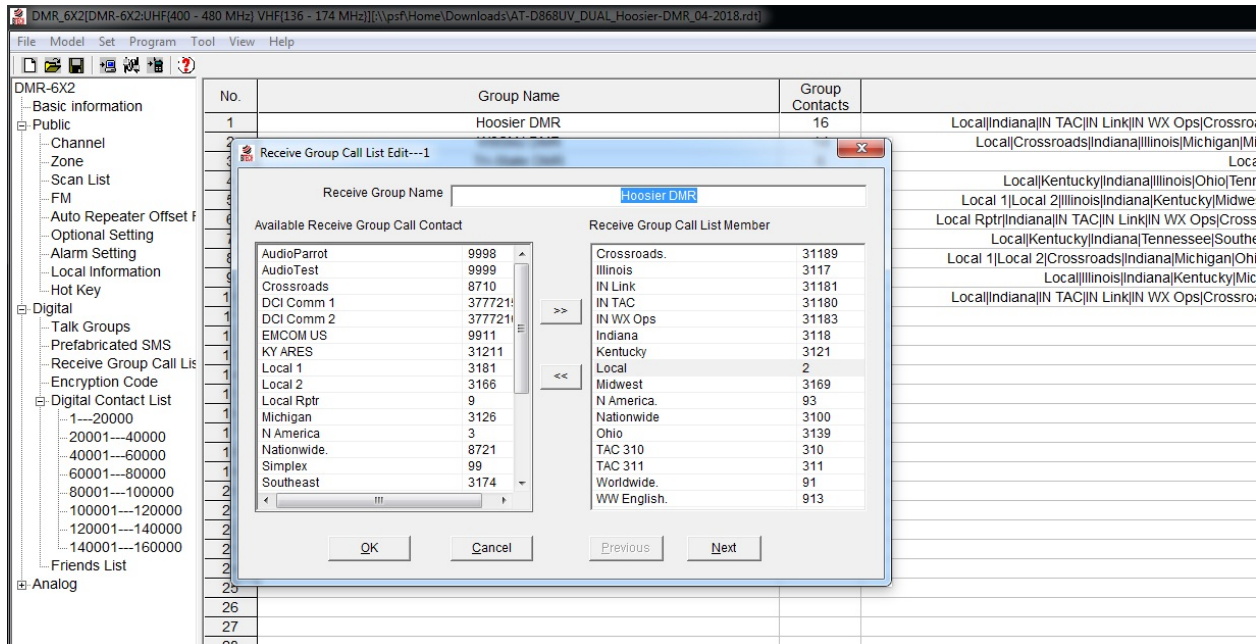 DMR_6X2[DMR-6X2:UHF{400 - 480 MHz} VHF{136 - 174 MHz}][:\\psf\Home\Downloads\AT-D868UV_DUAL_Hoosier-DMR_04-2018.rdt]
File Model Set Program Tool View Help
DMR-6X2
Basic information
Public
Channel
Zone
Scan List
FM
Auto Repeater Offset F
Optional Setting
Alarm Setting
Local Information
Hot Key
Digital
Talk Groups
Prefabricated SMS
Receive Group Call Lis
Encryption Code
Digital Contact List
1---20000
20001---40000
40001---60000
60001---80000
80001---100000
100001---120000
120001---140000
140001---160000
Friends List
Analog
No. Group Name Group Contacts
1 Hoosier DMR 16 Local|Indiana|IN TAC|IN Link|IN WX Ops|Crossroa
Local|Crossroads|Indiana|Illinois|Michigan|Mi
Loca
Local|Kentucky|Indiana|Illinois|Ohio|Tenn
Local 1|Local 2|Illinois|Indiana|Kentucky|Midwe
Local Rptr|Indiana|IN TAC|IN Link|IN WX Ops|Cross
Local|Kentucky|Indiana|Tennessee|Southe
Local 1|Local 2|Crossroads|Indiana|Michigan|Ohi
Local|Illinois|Indiana|Kentucky|Mic
Local|Indiana|IN TAC|IN Link|IN WX Ops|Crossroa
25
26
27
28
Receive Group Call List Edit---1
Receive Group Name Hoosier DMR
Available Receive Group Call Contact
AudioParrot 9998
AudioTest 9999
Crossroads 8710
DCI Comm 1 3777215
DCI Comm 2 3777216
EMCOM US 9911
KY ARES 31211
Local 1 3181
Local 2 3166
Local Rptr 9
Michigan 3126
N America 3
Nationwide. 8721
Simplex 99
Southeast 3174
>>
<<
Receive Group Call List Member
Crossroads. 31189
Illinois 3117
IN Link 31181
IN TAC 31180
IN WX Ops 31183
Indiana 3118
Kentucky 3121
Local 2
Midwest 3169
N America. 93
Nationwide 3100
Ohio 3139
TAC 310 310
TAC 311 311
Worldwide. 91
WW English. 913
OK Cancel Previous Next